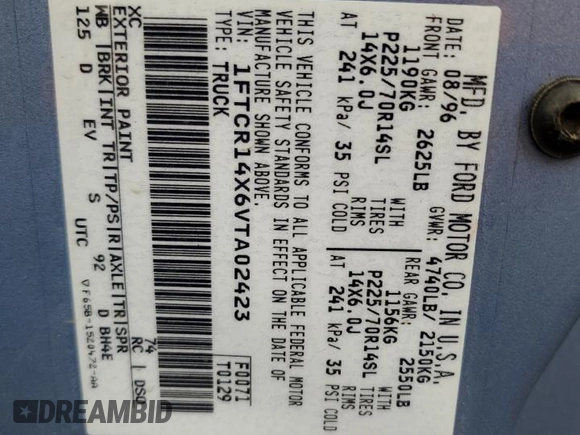 MFD. BY FORD MOTOR CO. IN U.S.A.
08/96 GVWR: 4740LB/ 2150KG
FRONT GAWR: 2625LB REAR GAWR: 2550LB
1190KG WITH 1156KG WITH
P225/70R14SL TIRES P225/70R14SL TIRES
14X6.0J RIMS 14X6.0J RIMS
AT 241 kPa/ 35 PSI COLD AT 241 kPa/ 35 PSI COLD
THIS VEHICLE CONFORMS TO ALL APPLICABLE FEDERAL MOTOR
VEHICLE SAFETY STANDARDS IN EFFECT ON THE DATE OF
MANUFACTURE SHOWN ABOVE.
VIN: 1FTCR14X6VTA02423 F0071
TYPE: TRUCK T0129
EXTERIOR PAINT 74 RC DSO
XC
WB BRK INT TR TP/PS R AXLE TR SPR
125 D EV S 92 D BH4E
UTC
F65B-1520472-AA
DREAMBID